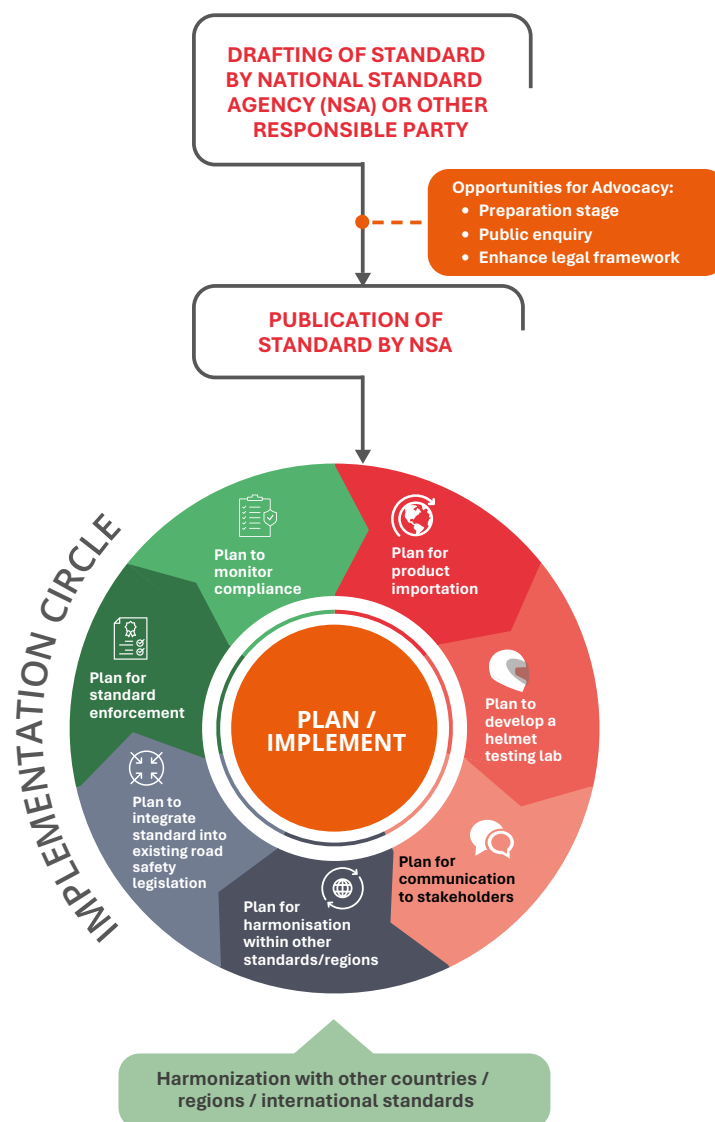 DRAFTING OF STANDARD
BY NATIONAL STANDARD
AGENCY (NSA) OR OTHER
RESPONSIBLE PARTY
Opportunities for Advocacy:
• Preparation stage
• Public enquiry
• Enhance legal framework
PUBLICATION OF
STANDARD BY NSA
IMPLEMENTATION CIRCLE
Plan to
monitor
compliance
Plan for
product
importation
Plan to
develop a
helmet
testing lab
Plan for
communication
to stakeholders
Plan for
harmonisation
within other
standards/regions
Plan to
integrate
standard into
existing road
safety
legislation
Plan for
standard
enforcement
PLAN /
IMPLEMENT
Harmonization with other countries /
regions / international standards